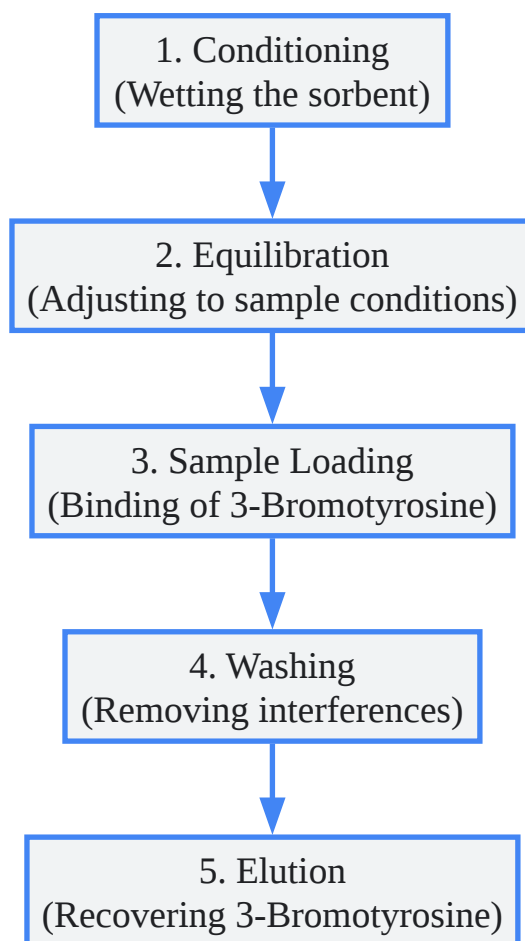 1. Conditioning
(Wetting the sorbent)
2. Equilibration
(Adjusting to sample conditions)
3. Sample Loading
(Binding of 3-Bromotyrosine)
4. Washing
(Removing interferences)
5. Elution
(Recovering 3-Bromotyrosine)